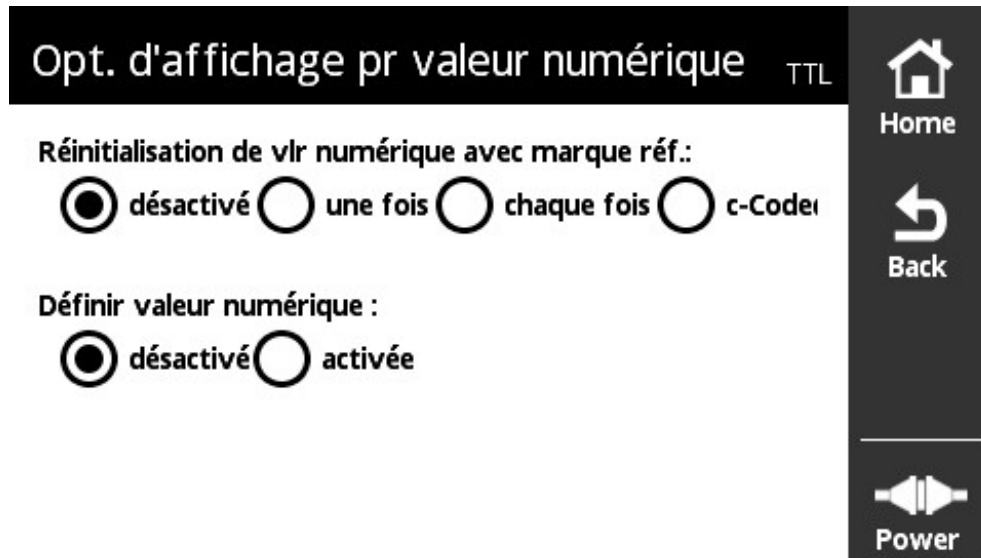 Opt. d'affichage pr valeur numérique TTL
Home
Réinitialisation de vlr numérique avec marque réf.:
désactivé une fois chaque fois c-Code
Back
Définir valeur numérique :
désactivé activée
Power